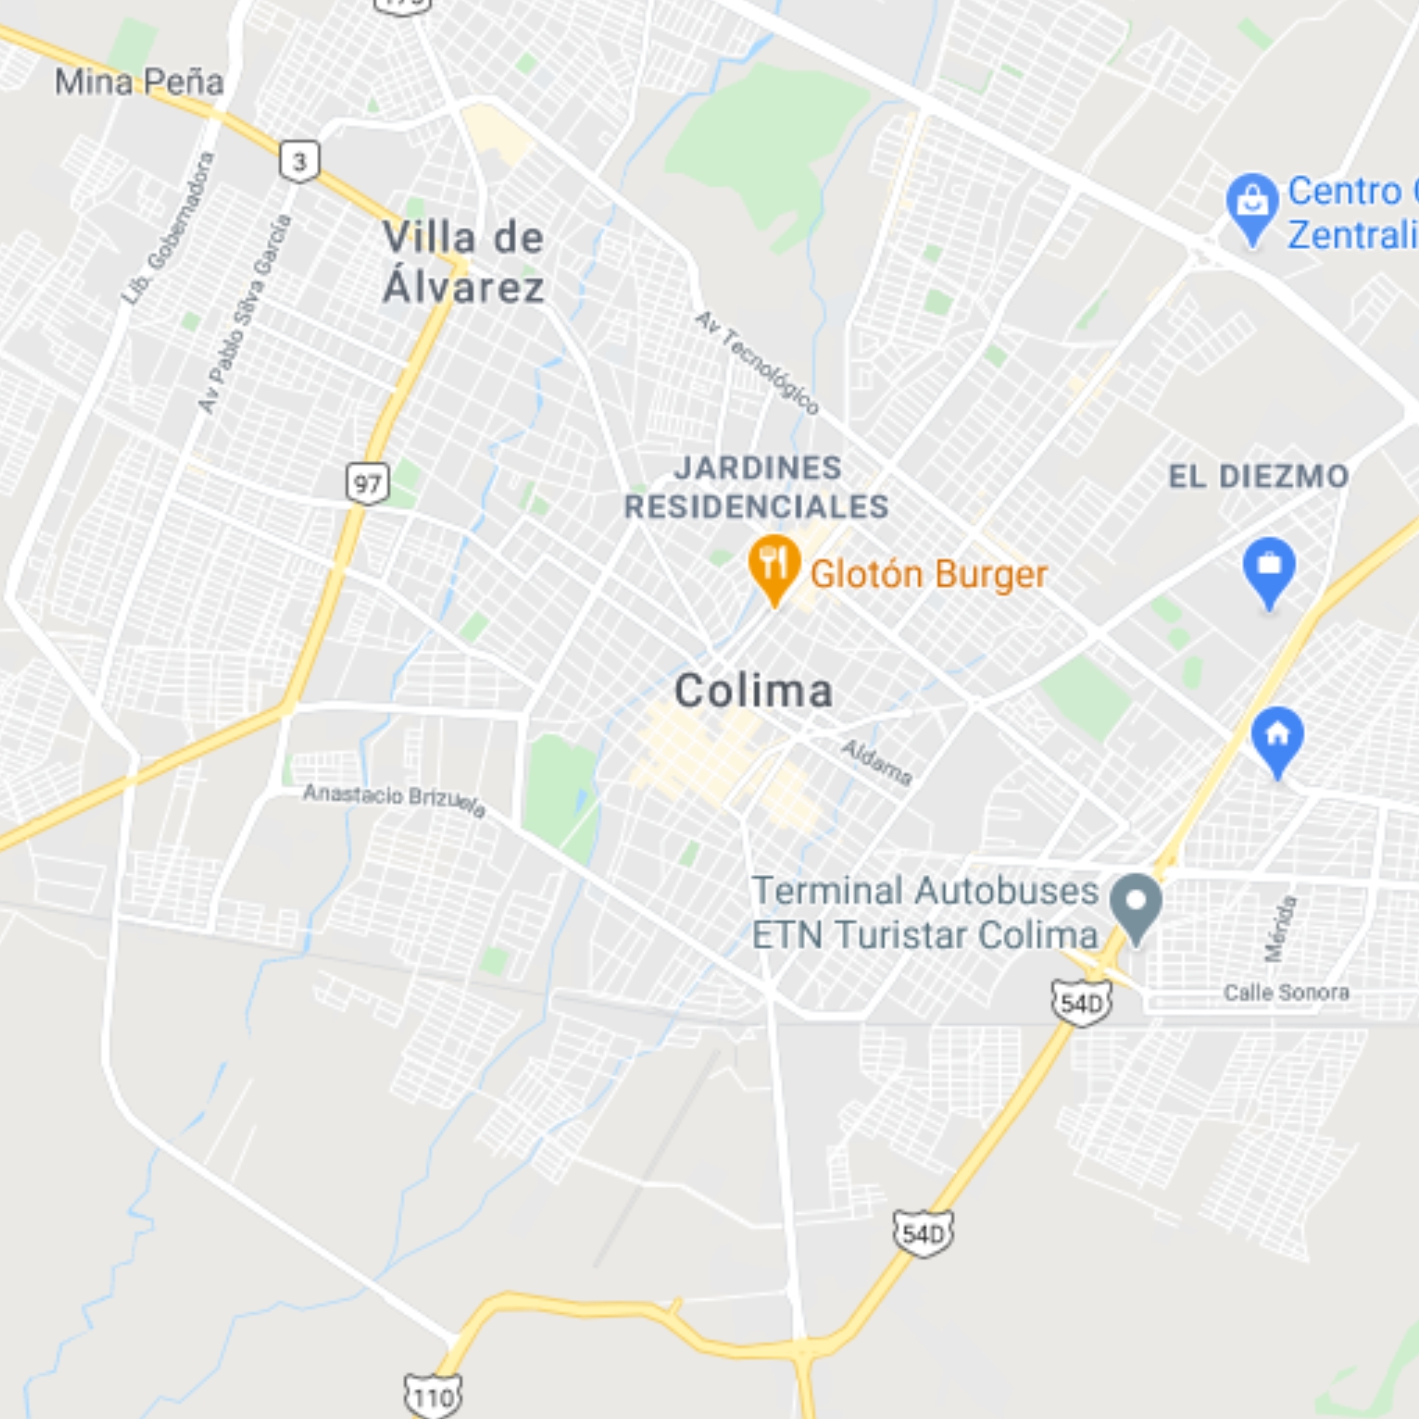 Mina Peña
3
Lib. Gobernadora
Av Pablo Silva García
Villa de
Álvarez
Centro
Zentrali
Av Tecnológico
97
JARDINES
RESIDENCIALES
EL DIEZMO
Glotón Burger
Colima
Aldama
Anastacio Brizuela
Terminal Autobuses
ETN Turistar Colima
Mérida
Calle Sonora
54D
54D
110